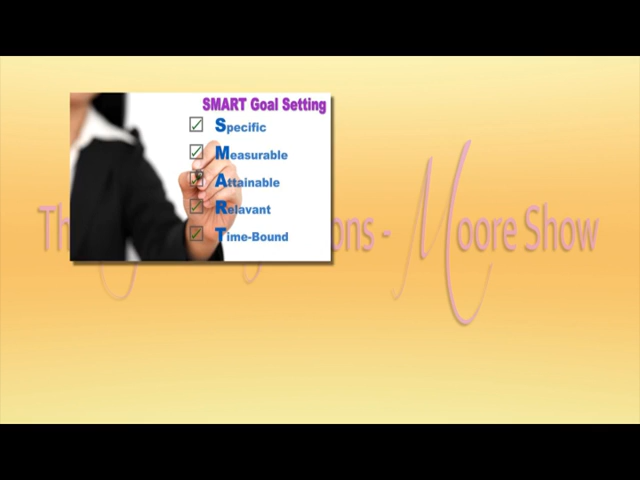 SMART Goal Setting
Specific
Measurable
Attainable
Relavant
Time-Bound
Moore Show